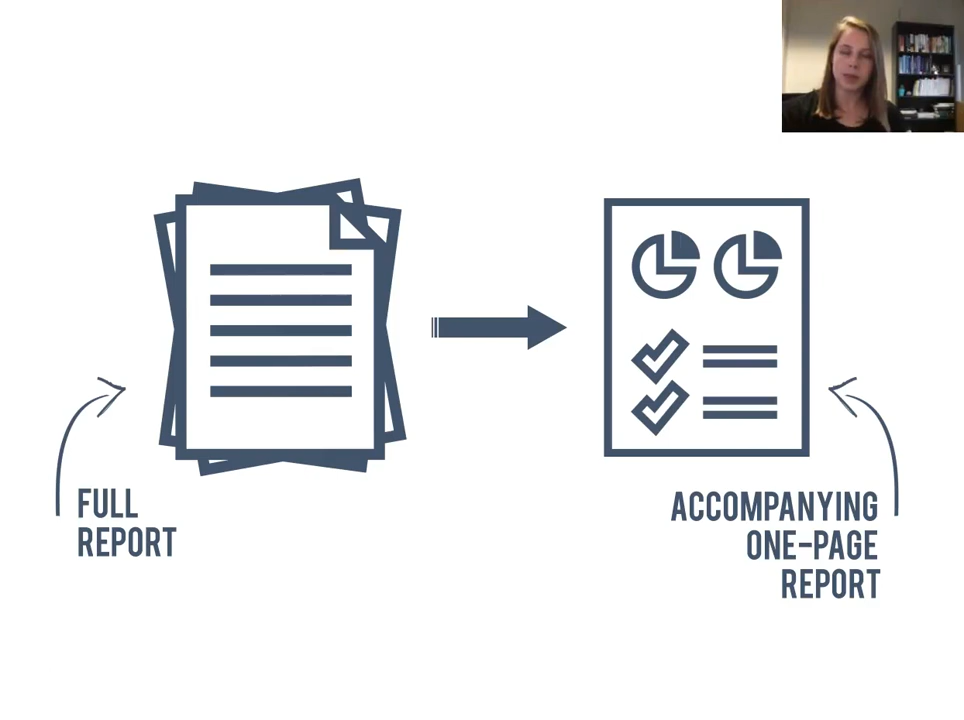 FULL
REPORT
ACCOMPANYING
ONE-PAGE
REPORT